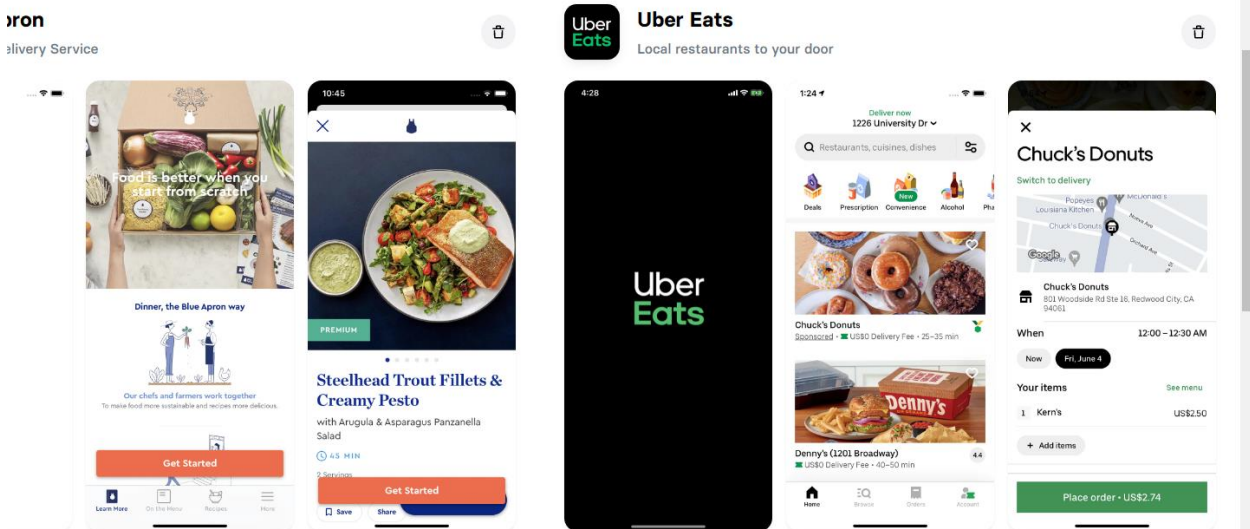 pron
elivery Service
Food is better when you
start from scratch
Dinner, the Blue Apron way
Our chefs and farmers work together
To make food more sustainable and recipes more delicious.
Get Started
Learn More
On the Menu
Recipes
More
10:45
PREMIUM
Steelhead Trout Fillets &
Creamy Pesto
with Arugula & Asparagus Panzanella
Salad
45 MIN
2 Servings
Get Started
Save
Share
Uber
Eats
Uber Eats
Local restaurants to your door
4:28
Uber
Eats
1:24
Deliver now
1226 University Dr
Restaurants, cuisines, dishes
New
Deals
Prescription
Convenience
Alcohol
Pha
Chuck's Donuts
Sponsored • US$0 Delivery Fee • 25–35 min
Denny's
Denny's (1201 Broadway)
4.4
US$0 Delivery Fee • 40–50 min
Home
Browse
Orders
Account
Chuck's Donuts
Switch to delivery
Popeyes
Louisiana Kitchen
McDonald's
Chuck's Donuts
Orchard Ave
Google
Chuck's Donuts
801 Woodside Rd Ste 16, Redwood City, CA
94061
When
12:00 – 12:30 AM
Now
Fri, June 4
Your items
See menu
1 Kern's
US$2.50
+ Add items
Place order • US$2.74